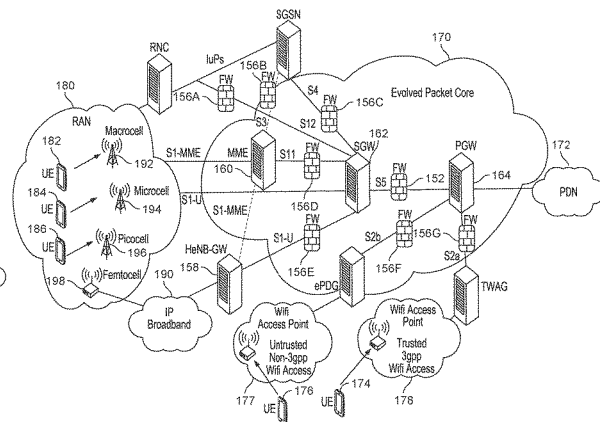 SGSN
RNC
IuPs
156B
FW
FW
170
180
156A
S4
FW
156C
Evolved Packet Core
RAN
S3
S12
162
182
Macrocell
SGW
PGW
172
S1-MME
MME
S11
FW
FW
UE
192
160
S5
152
164
PDN
184
Microcell
156D
UE
194
S1-U
S1-MME
S1-U
FW
S2b
FW
156G
FW
186
Picocell
HeNB-GW
S2a
UE
196
158
156E
156F
190
ePDG
198
Femtocell
TWAG
IP
Broadband
Wifi
Access Point
Untrusted
Non-3gpp
Wifi Access
Wifi Access
Point
Trusted
3gpp
Wifi Access
177
176
174
178
UE
UE